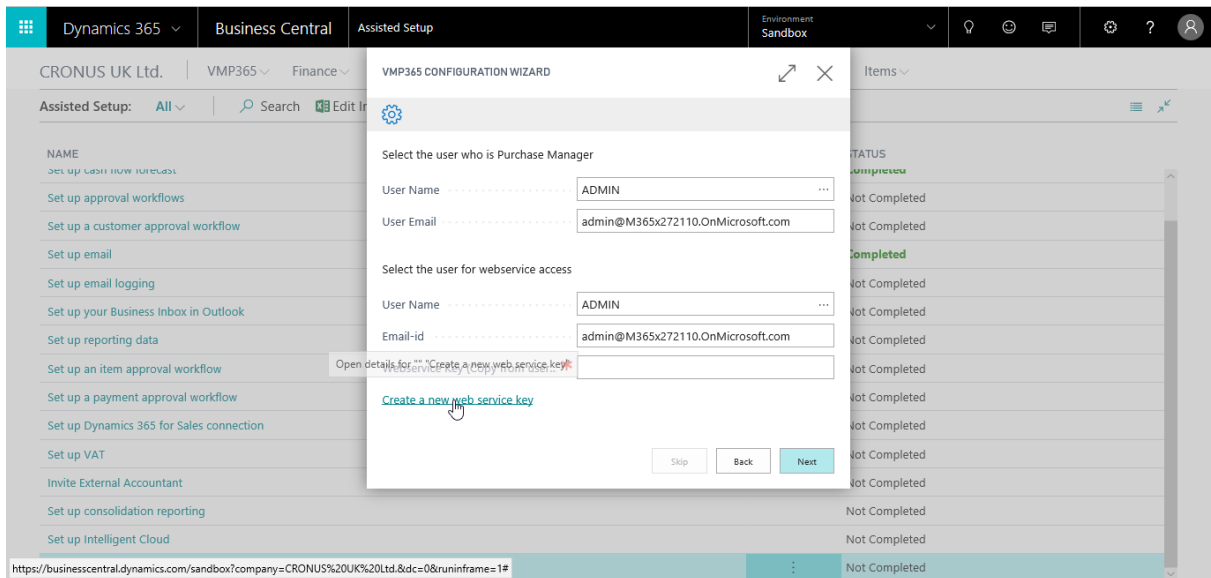 Dynamics 365 Business Central Assisted Setup Environment Sandbox ?
CRONUS UK Ltd. VMP365 Finance Items
Assisted Setup: All Search Edit
VMP365 CONFIGURATION WIZARD
Select the user who is Purchase Manager
User Name ADMIN ...
User Email admin@M365x272110.OnMicrosoft.com
Select the user for webservice access
User Name ADMIN ...
Email-id admin@M365x272110.OnMicrosoft.com
Webservice Key (Copy from user... *
Open details for "" "Create a new web service key"
Create a new web service key
Skip Back Next
NAME STATUS
Set up cash flow forecast Completed
Set up approval workflows Not Completed
Set up a customer approval workflow Not Completed
Set up email Completed
Set up email logging Not Completed
Set up your Business Inbox in Outlook Not Completed
Set up reporting data Not Completed
Set up an item approval workflow Not Completed
Set up a payment approval workflow Not Completed
Set up Dynamics 365 for Sales connection Not Completed
Set up VAT Not Completed
Invite External Accountant Not Completed
Set up consolidation reporting Not Completed
Set up Intelligent Cloud Not Completed
Not Completed
https://businesscentral.dynamics.com/sandbox?company=CRONUS%20UK%20Ltd.&dc=0&runinframe=1#